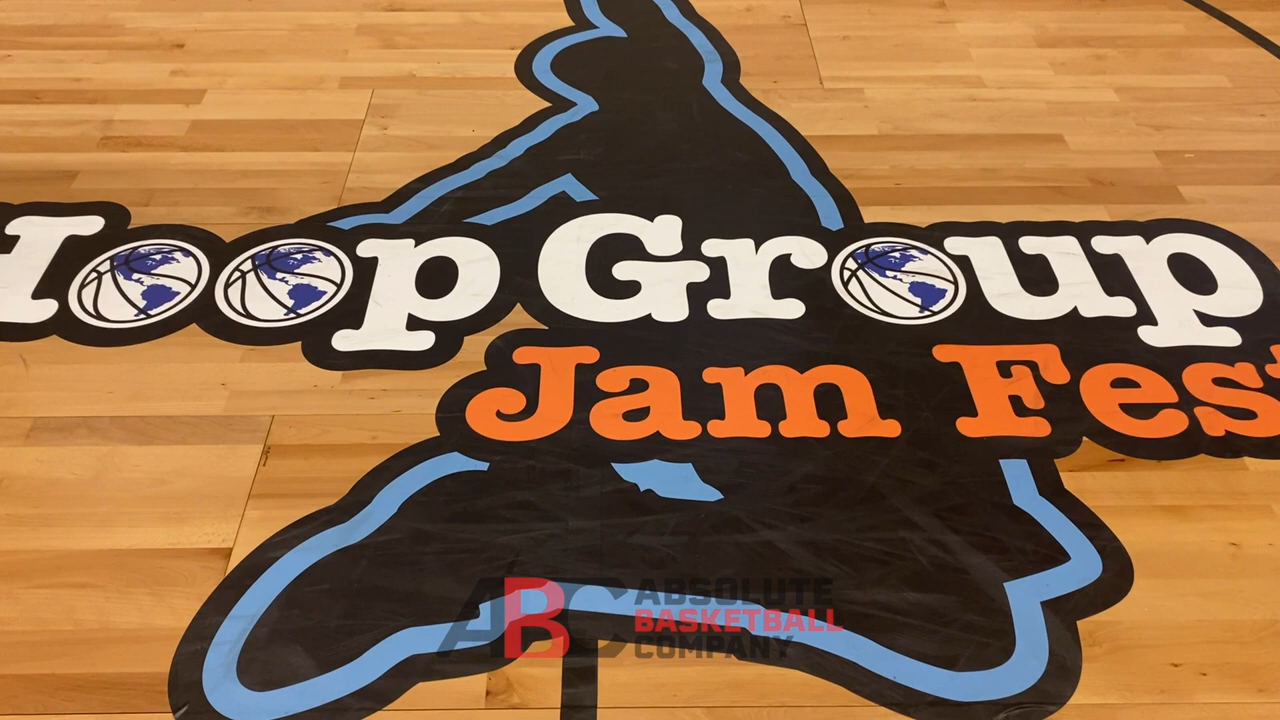 Hoop Group
Jam Fest
ABC ABSOLUTE
BASKETBALL
COMPANY